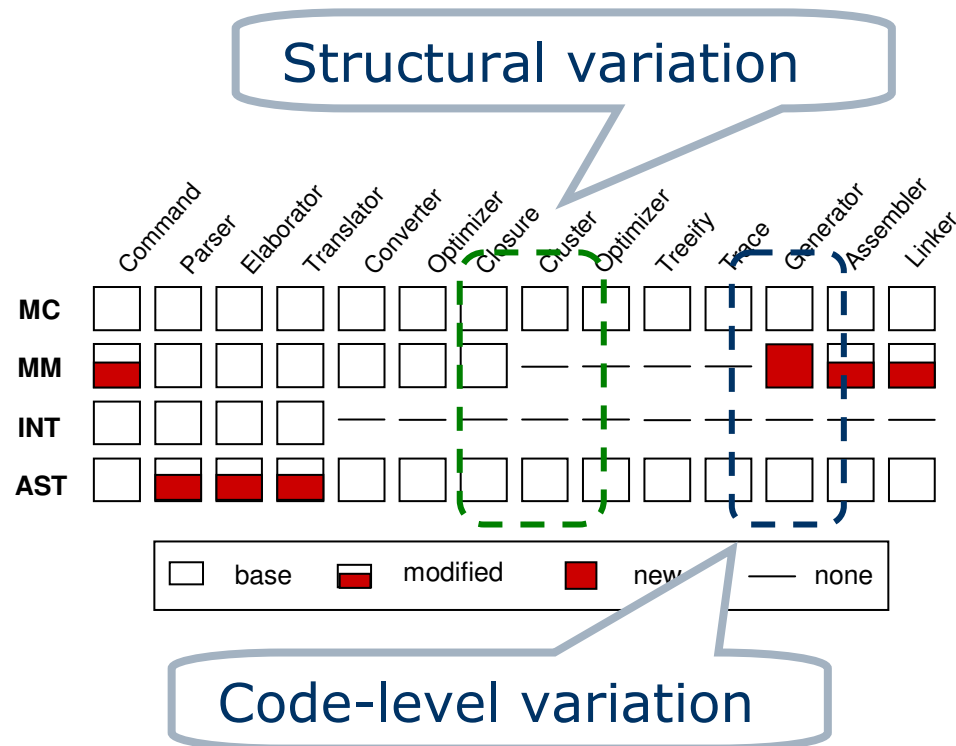 Structural variation
Command
Parser
Elaborator
Translator
Converter
Optimizer
Closure
Cluster
Optimizer
Treeify
Trace
Generator
Assembler
Linker
MC
MM
INT
AST
base modified new none
Code-level variation